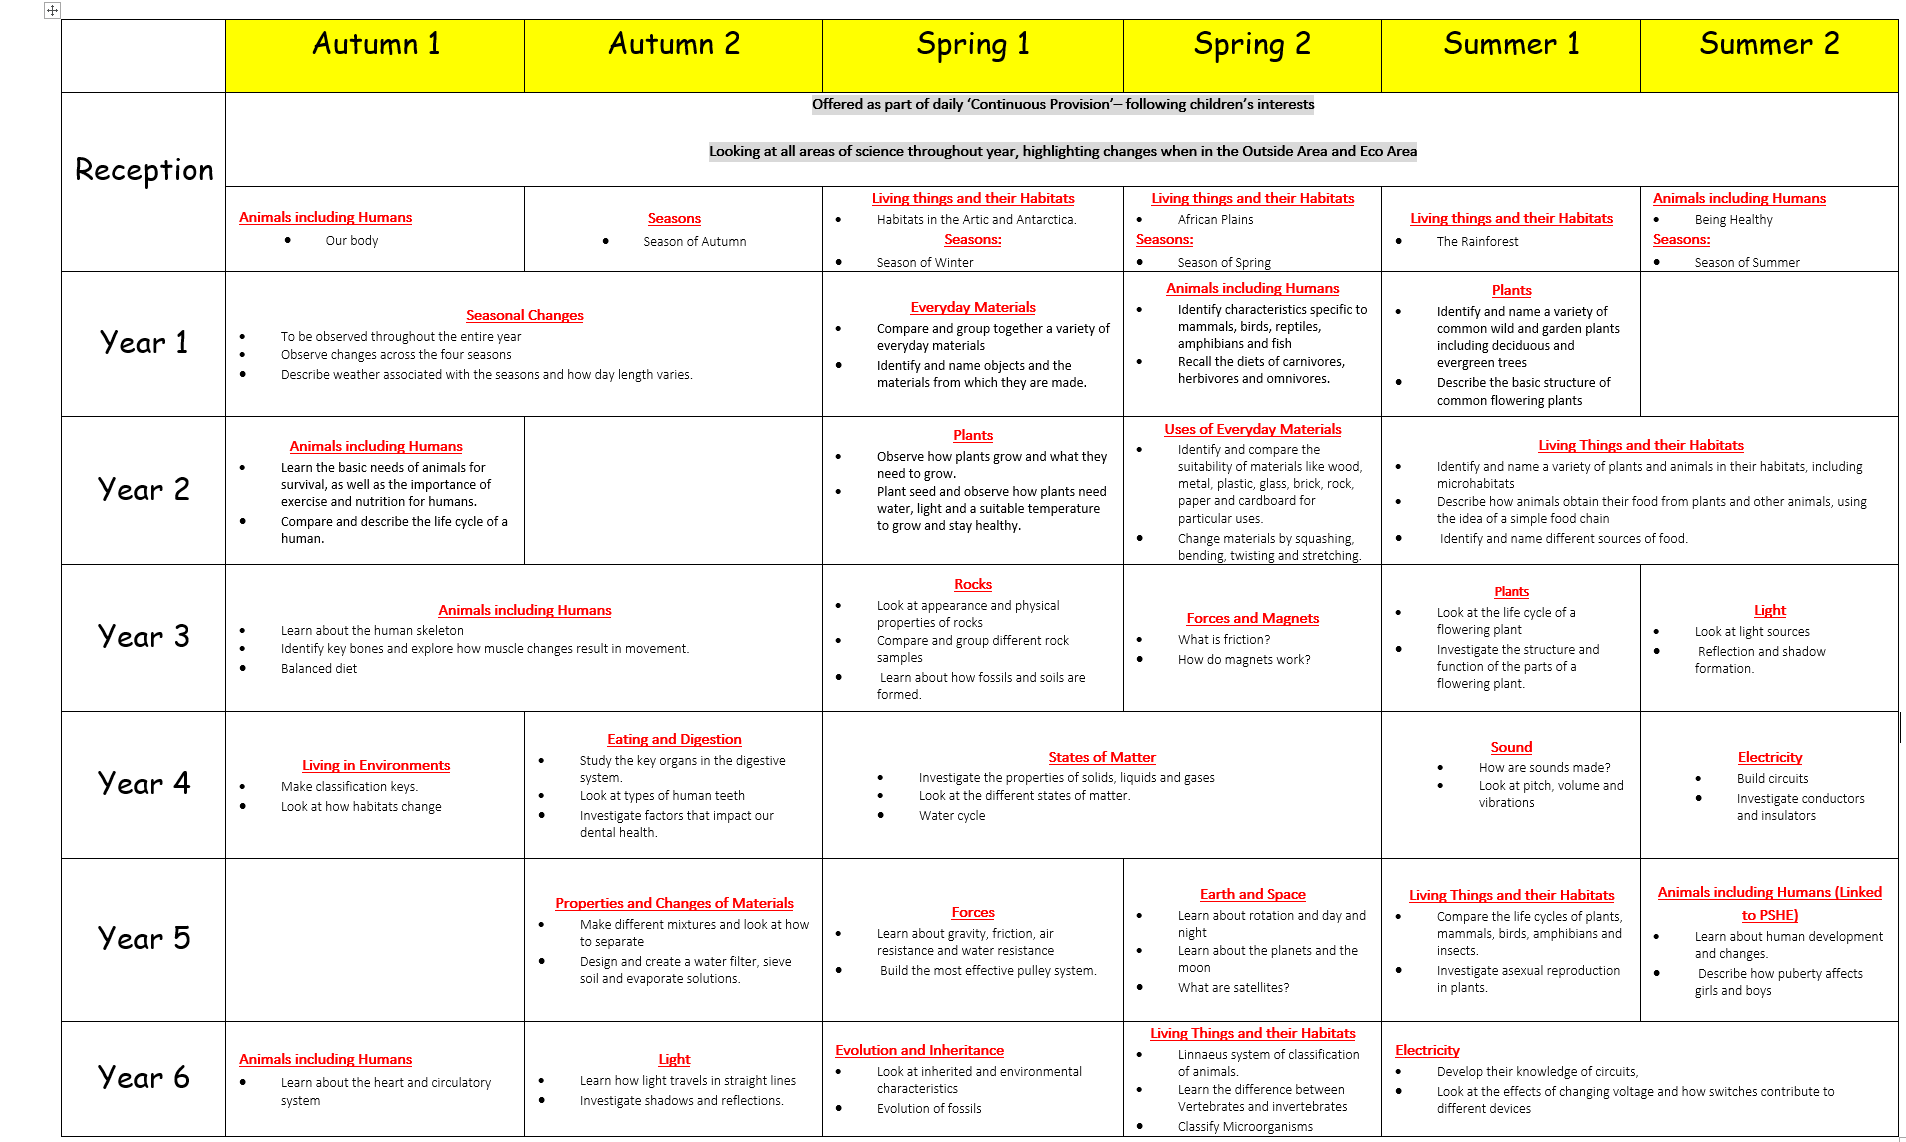 Autumn 1
Autumn 2
Spring 1
Spring 2
Summer 1
Summer 2
Reception
Offered as part of daily ‘Continuous Provision’– following children’s interests
Looking at all areas of science throughout year, highlighting changes when in the Outside Area and Eco Area
Animals including Humans
• Our body
Seasons
• Season of Autumn
Living things and their Habitats
• Habitats in the Artic and Antarctica.
Seasons:
• Season of Winter
Living things and their Habitats
• African Plains
Seasons:
• Season of Spring
Living things and their Habitats
• The Rainforest
Animals including Humans
• Being Healthy
Seasons:
• Season of Summer
Year 1
Seasonal Changes
• To be observed throughout the entire year
• Observe changes across the four seasons
• Describe weather associated with the seasons and how day length varies.
Everyday Materials
• Compare and group together a variety of
everyday materials
• Identify and name objects and the
materials from which they are made.
Animals including Humans
• Identify characteristics specific to
mammals, birds, reptiles,
amphibians and fish
• Recall the diets of carnivores,
herbivores and omnivores.
Plants
• Identify and name a variety of
common wild and garden plants
including deciduous and
evergreen trees
• Describe the basic structure of
common flowering plants
Year 2
Animals including Humans
• Learn the basic needs of animals for
survival, as well as the importance of
exercise and nutrition for humans.
• Compare and describe the life cycle of a
human.
Plants
• Observe how plants grow and what they
need to grow.
• Plant seed and observe how plants need
water, light and a suitable temperature
to grow and stay healthy.
Uses of Everyday Materials
• Identify and compare the
suitability of materials like wood,
metal, plastic, glass, brick, rock,
paper and cardboard for
particular uses.
• Change materials by squashing,
bending, twisting and stretching.
Living Things and their Habitats
• Identify and name a variety of plants and animals in their habitats, including
microhabitats
• Describe how animals obtain their food from plants and other animals, using
the idea of a simple food chain
• Identify and name different sources of food.
Year 3
Animals including Humans
• Learn about the human skeleton
• Identify key bones and explore how muscle changes result in movement.
• Balanced diet
Rocks
• Look at appearance and physical
properties of rocks
• Compare and group different rock
samples
• Learn about how fossils and soils are
formed.
Forces and Magnets
• What is friction?
• How do magnets work?
Plants
• Look at the life cycle of a
flowering plant
• Investigate the structure and
function of the parts of a
flowering plant.
Light
• Look at light sources
• Reflection and shadow
formation.
Year 4
Living in Environments
• Make classification keys.
• Look at how habitats change
Eating and Digestion
• Study the key organs in the digestive
system.
• Look at types of human teeth
• Investigate factors that impact our
dental health.
States of Matter
• Investigate the properties of solids, liquids and gases
• Look at the different states of matter.
• Water cycle
Sound
• How are sounds made?
• Look at pitch, volume and
vibrations
Electricity
• Build circuits
• Investigate conductors
and insulators
Year 5
Properties and Changes of Materials
• Make different mixtures and look at how
to separate
• Design and create a water filter, sieve
soil and evaporate solutions.
Forces
• Learn about gravity, friction, air
resistance and water resistance
• Build the most effective pulley system.
Earth and Space
• Learn about rotation and day and
night
• Learn about the planets and the
moon
• What are satellites?
Living Things and their Habitats
• Compare the life cycles of plants,
mammals, birds, amphibians and
insects.
• Investigate asexual reproduction
in plants.
Animals including Humans (Linked
to PSHE)
• Learn about human development
and changes.
• Describe how puberty affects
girls and boys
Year 6
Animals including Humans
• Learn about the heart and circulatory
system
Light
• Learn how light travels in straight lines
• Investigate shadows and reflections.
Evolution and Inheritance
• Look at inherited and environmental
characteristics
• Evolution of fossils
Living Things and their Habitats
• Linnaeus system of classification
of animals.
• Learn the difference between
Vertebrates and invertebrates
• Classify Microorganisms
Electricity
• Develop their knowledge of circuits,
• Look at the effects of changing voltage and how switches contribute to
different devices